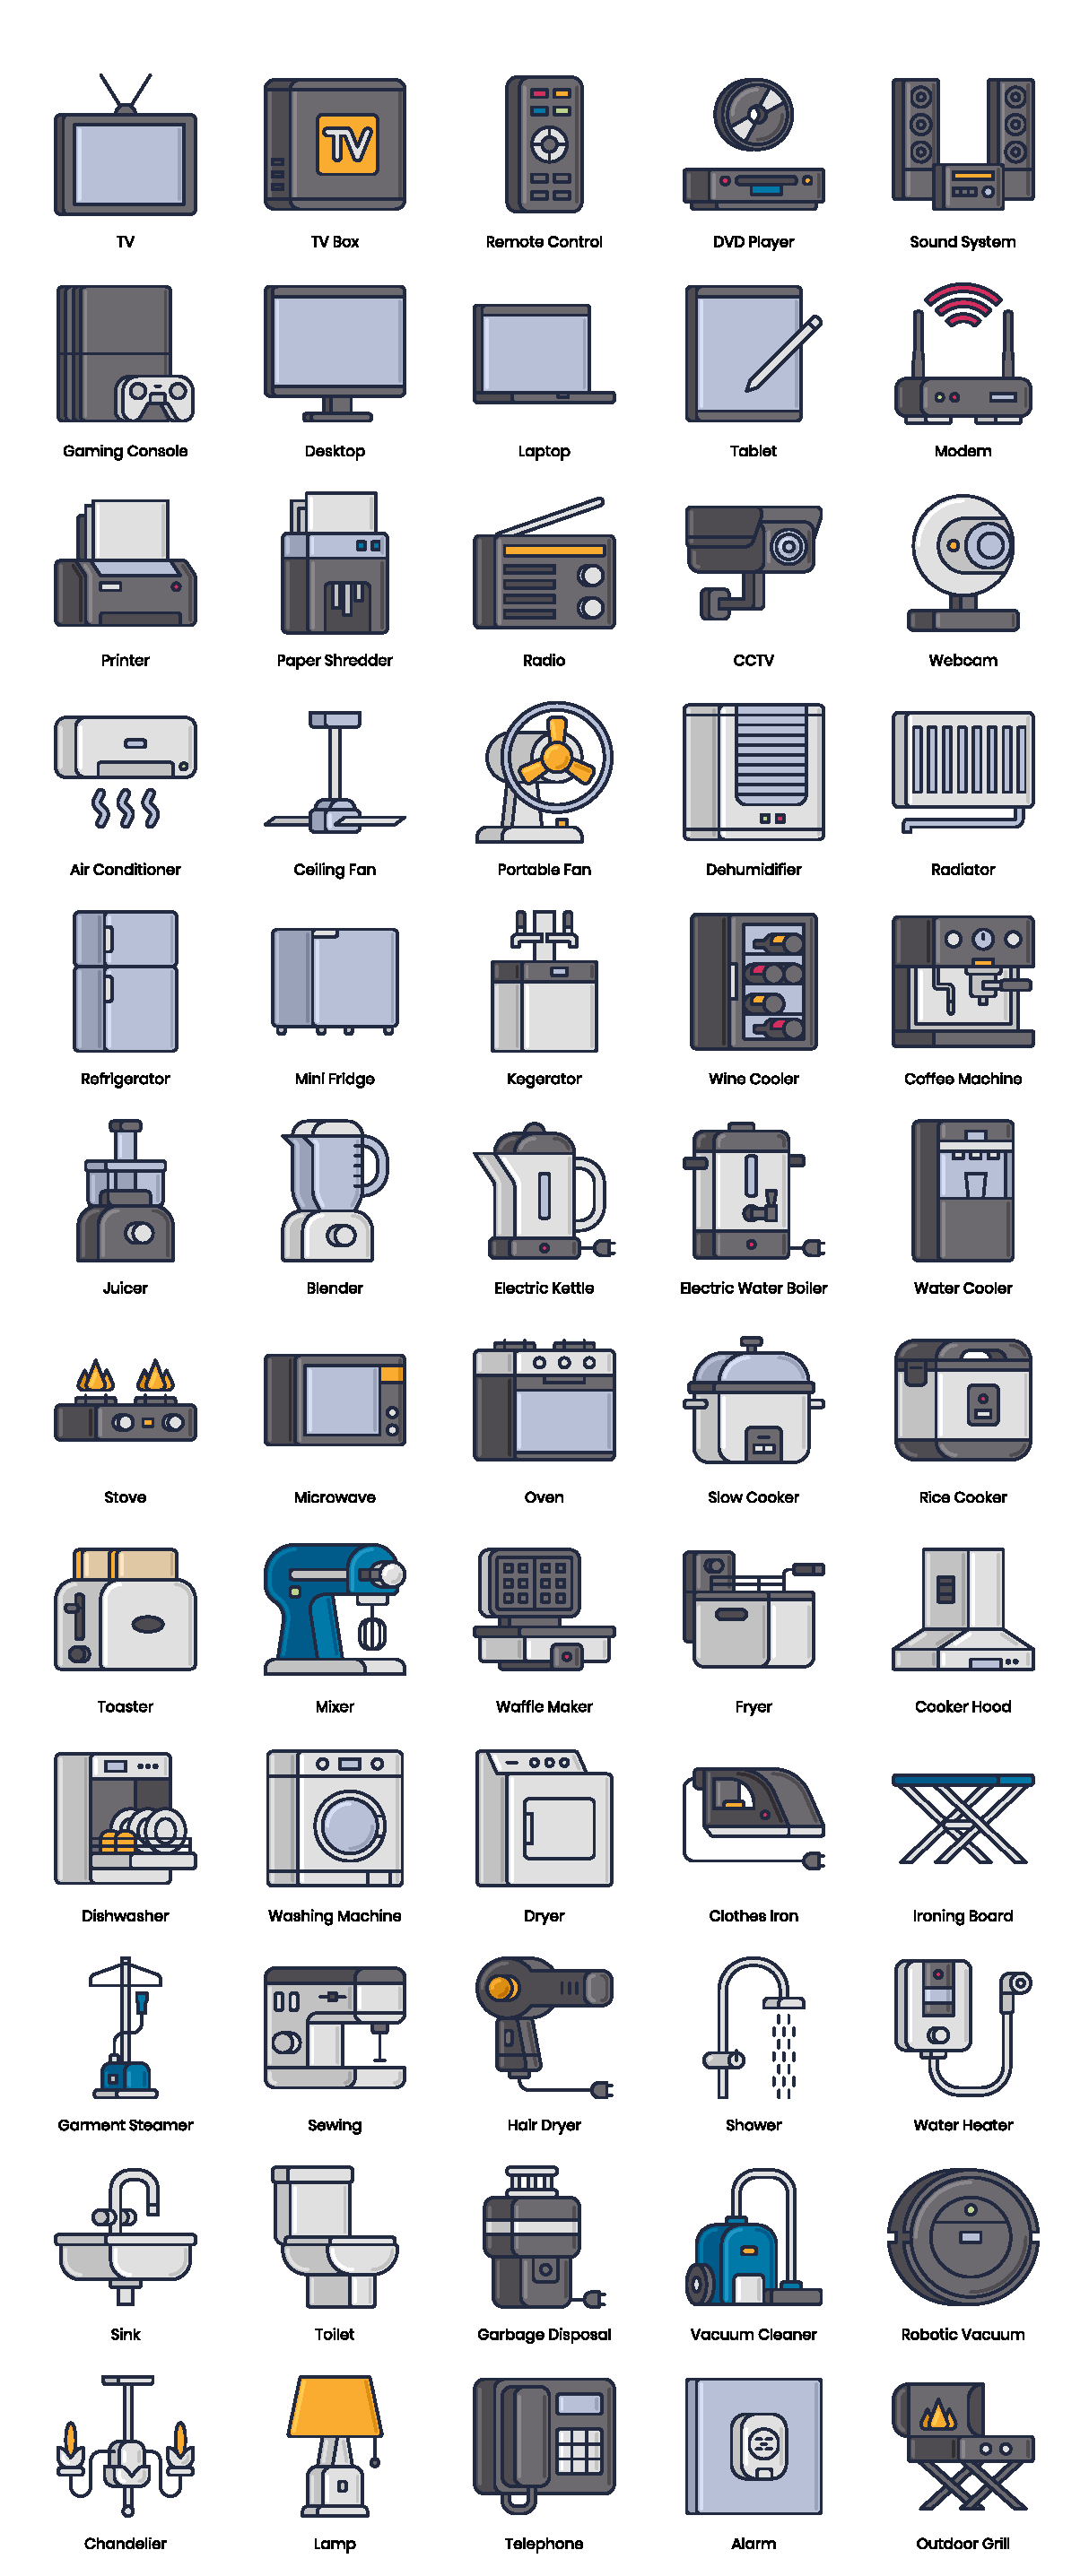 TV
TV
TV Box
Remote Control
DVD Player
Sound System
Gaming Console
Desktop
Laptop
Tablet
Modem
Printer
Paper Shredder
Radio
CCTV
Webcam
Air Conditioner
Ceiling Fan
Portable Fan
Dehumidifier
Radiator
Refrigerator
Mini Fridge
Kegerator
Wine Cooler
Coffee Machine
Juicer
Blender
Electric Kettle
Electric Water Boiler
Water Cooler
Stove
Microwave
Oven
Slow Cooker
Rice Cooker
Toaster
Mixer
Waffle Maker
Fryer
Cooker Hood
Dishwasher
Washing Machine
Dryer
Clothes Iron
Ironing Board
Garment Steamer
Sewing
Hair Dryer
Shower
Water Heater
Sink
Toilet
Garbage Disposal
Vacuum Cleaner
Robotic Vacuum
Chandelier
Lamp
Telephone
Alarm
Outdoor Grill